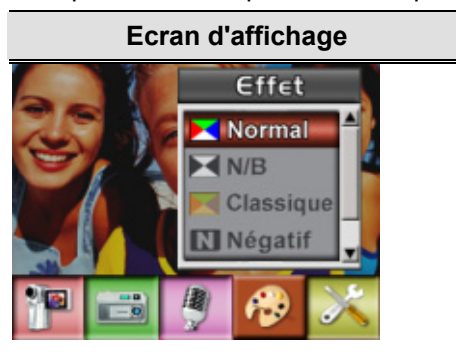 Ecran d'affichage
Effet
Normal
N/B
Classique
N Négatif